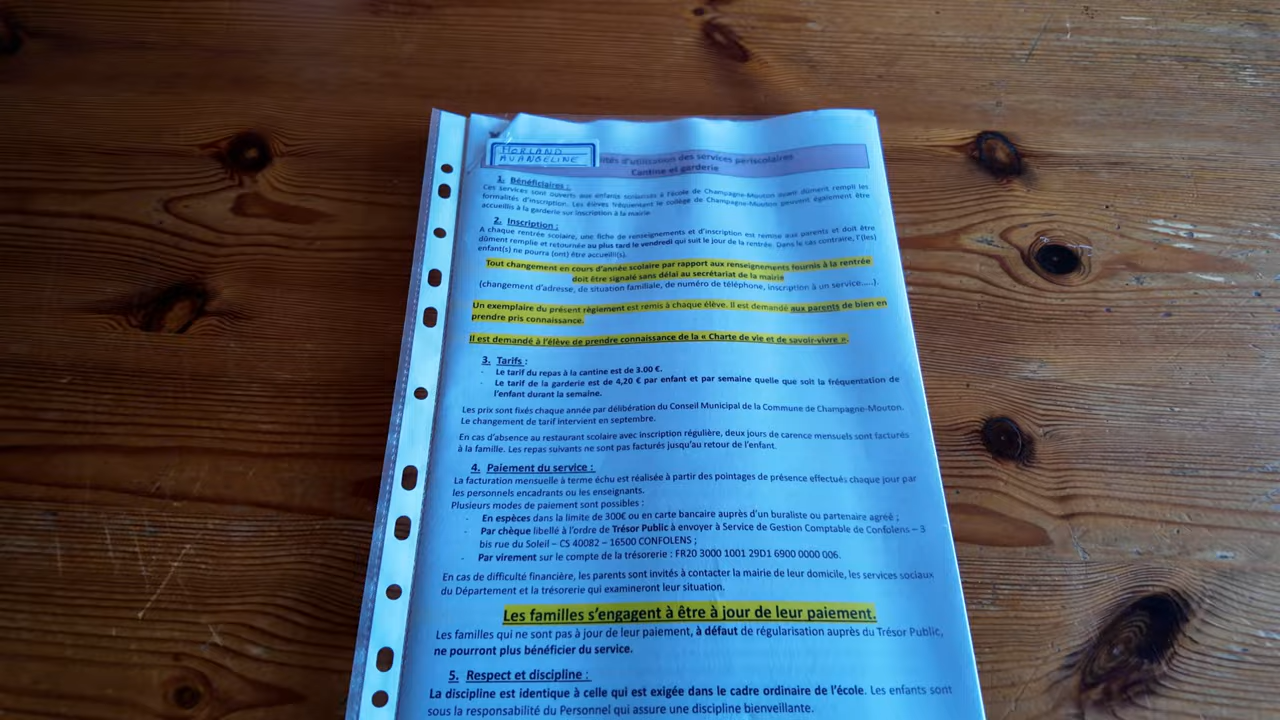 MORLAND
AVANGELINE
ités d'utilisation des services périscolaires
Cantine et garderie
1. Bénéficiaires :
Ces services sont ouverts aux enfants scolarisés à l'école de Champagne-Mouton ayant dûment rempli les
formalités d'inscription. Les élèves fréquentant le collège de Champagne-Mouton peuvent également être
accueillis à la garderie sur inscription à la mairie
2. Inscription :
A chaque rentrée scolaire, une fiche de renseignements et d'inscription est remise aux parents et doit être
dûment remplie et retournée au plus tard le vendredi qui suit le jour de la rentrée. Dans le cas contraire, l'(les)
enfant(s) ne pourra (ont) être accueilli(s).
Tout changement en cours d'année scolaire par rapport aux renseignements fournis à la rentrée
doit être signalé sans délai au secrétariat de la mairie
(changement d'adresse, de situation familiale, de numéro de téléphone, inscription à un service.....).
Un exemplaire du présent règlement est remis à chaque élève. Il est demandé aux parents de bien en
prendre pris connaissance.
Il est demandé à l'élève de prendre connaissance de la « Charte de vie et de savoir-vivre ».
3. Tarifs :
- Le tarif du repas à la cantine est de 3.00 €.
- Le tarif de la garderie est de 4,20 € par enfant et par semaine quelle que soit la fréquentation de
l'enfant durant la semaine.
Les prix sont fixés chaque année par délibération du Conseil Municipal de la Commune de Champagne-Mouton.
Le changement de tarif intervient en septembre.
En cas d'absence au restaurant scolaire avec inscription régulière, deux jours de carence mensuels sont facturés
à la famille. Les repas suivants ne sont pas facturés jusqu'au retour de l'enfant.
4. Paiement du service :
La facturation mensuelle à terme échu est réalisée à partir des pointages de présence effectués chaque jour par
les personnels encadrants ou les enseignants.
Plusieurs modes de paiement sont possibles :
- En espèces dans la limite de 300€ ou en carte bancaire auprès d'un buraliste ou partenaire agréé ;
- Par chèque libellé à l'ordre de Trésor Public à envoyer à Service de Gestion Comptable de Confolens – 3
bis rue du Soleil – CS 40082 – 16500 CONFOLENS ;
- Par virement sur le compte de la trésorerie : FR20 3000 1001 29D1 6900 0000 006.
En cas de difficulté financière, les parents sont invités à contacter la mairie de leur domicile, les services sociaux
du Département et la trésorerie qui examineront leur situation.
Les familles s'engagent à être à jour de leur paiement.
Les familles qui ne sont pas à jour de leur paiement, à défaut de régularisation auprès du Trésor Public,
ne pourront plus bénéficier du service.
5. Respect et discipline :
La discipline est identique à celle qui est exigée dans le cadre ordinaire de l'école. Les enfants sont
sous la responsabilité du Personnel qui assure une discipline bienveillante.